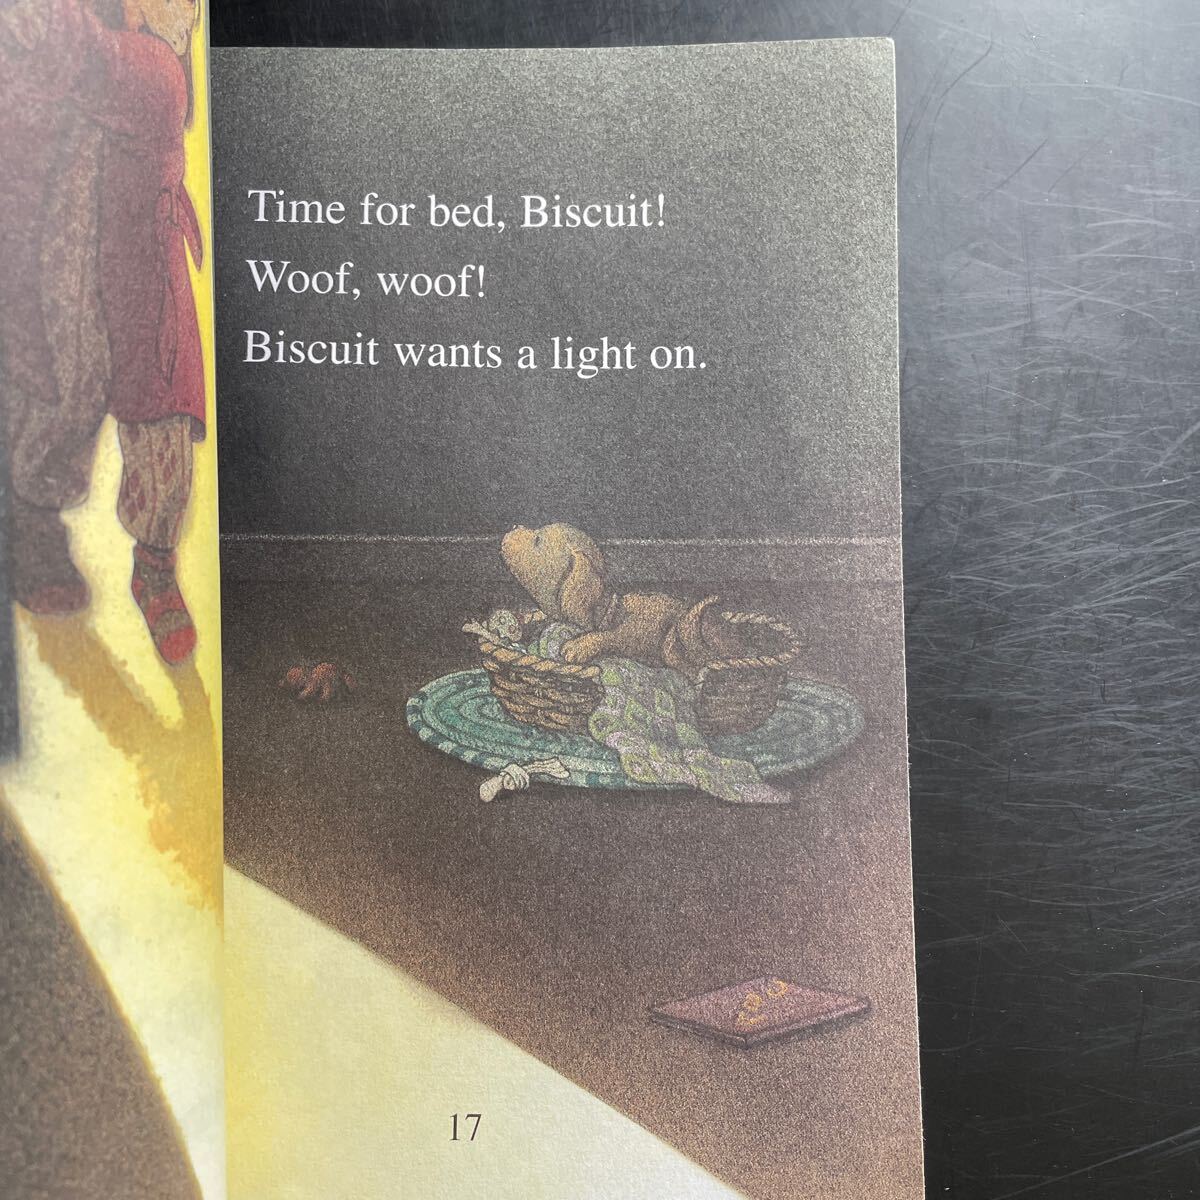 Time for bed, Biscuit!
Woof, woof!
Biscuit wants a light on.
17